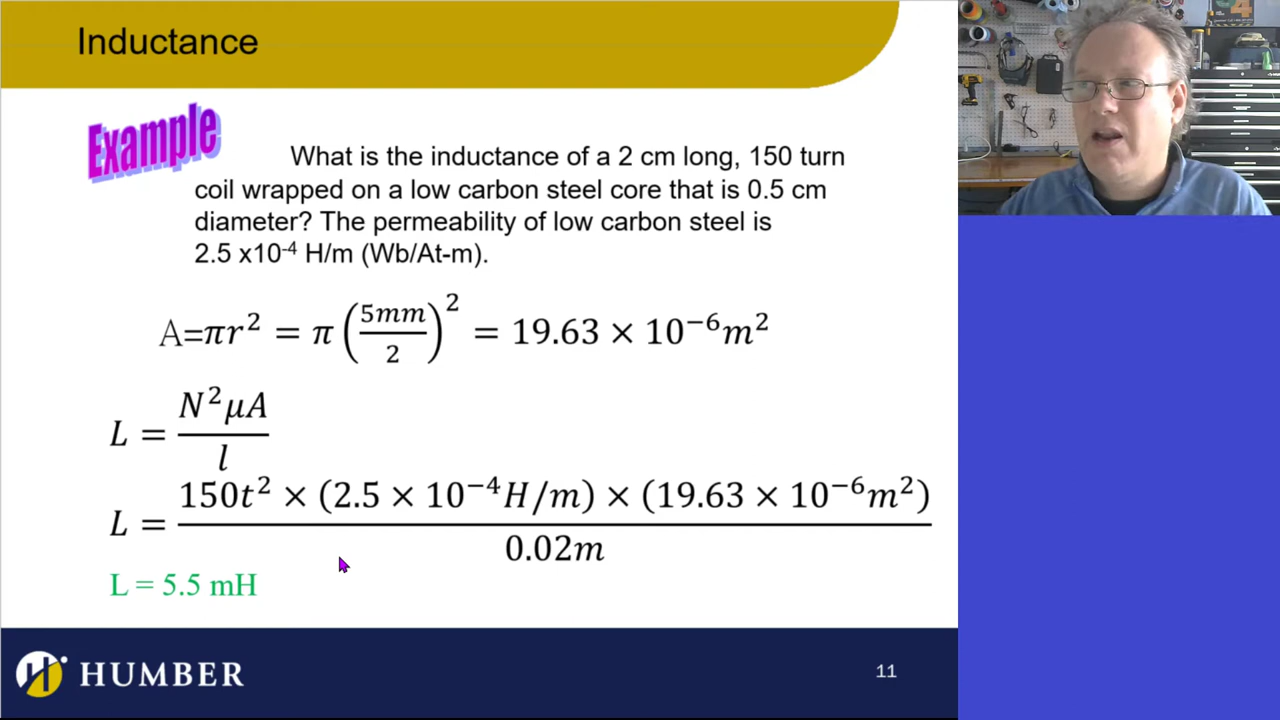 Inductance
Example
What is the inductance of a 2 cm long, 150 turn
coil wrapped on a low carbon steel core that is 0.5 cm
diameter? The permeability of low carbon steel is
2.5 x10⁻⁴ H/m (Wb/At-m).
A=πr² = π(5mm/2)² = 19.63 × 10⁻⁶m²
L = N²μA/l
L = 150t² × (2.5 × 10⁻⁴H/m) × (19.63 × 10⁻⁶m²)/0.02m
L = 5.5 mH
HUMBER
11